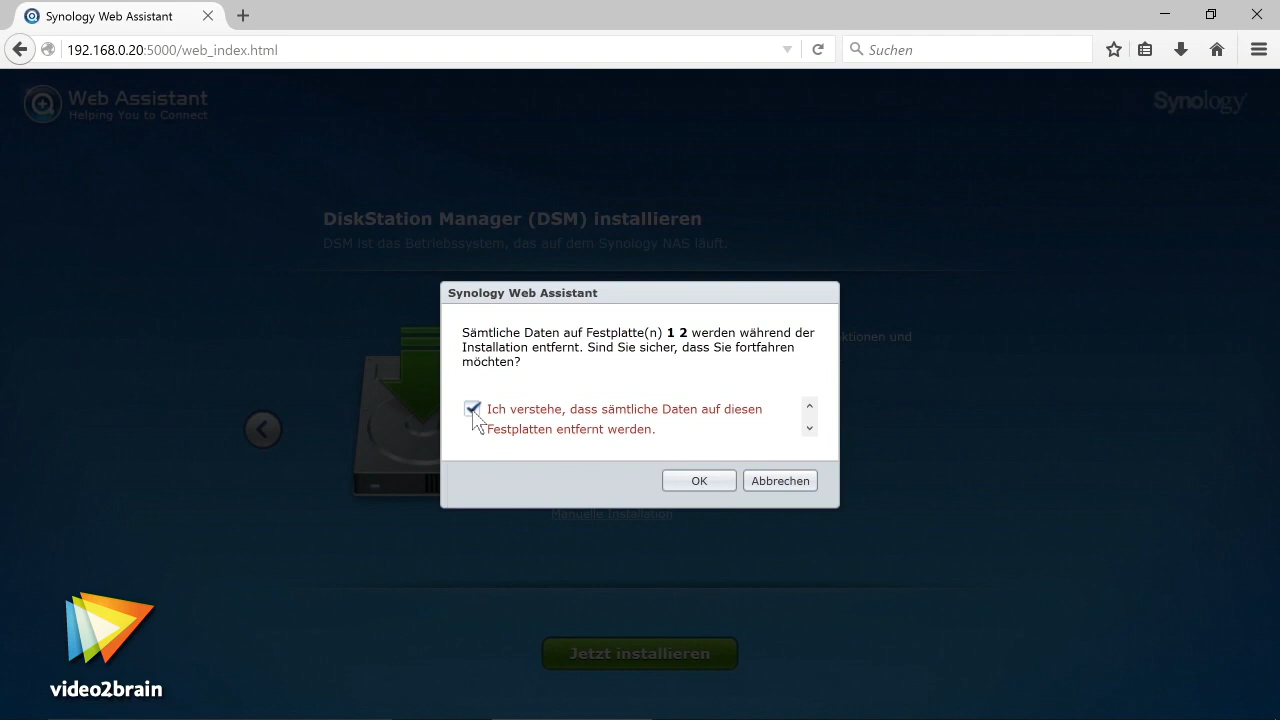 Synology Web Assistant
192.168.0.20:5000/web_index.html
Suchen
Web Assistant
Helping You to Connect
Synology
DiskStation Manager (DSM) installieren
DSM ist das Betriebssystem, das auf dem Synology NAS läuft.
Synology Web Assistant
Sämtliche Daten auf Festplatte(n) 1 2 werden während der
Installation entfernt. Sind Sie sicher, dass Sie fortfahren
möchten?
ktionen und
Ich verstehe, dass sämtliche Daten auf diesen
Festplatten entfernt werden.
OK
Abbrechen
Manuelle Installation
Jetzt installieren
video2brain